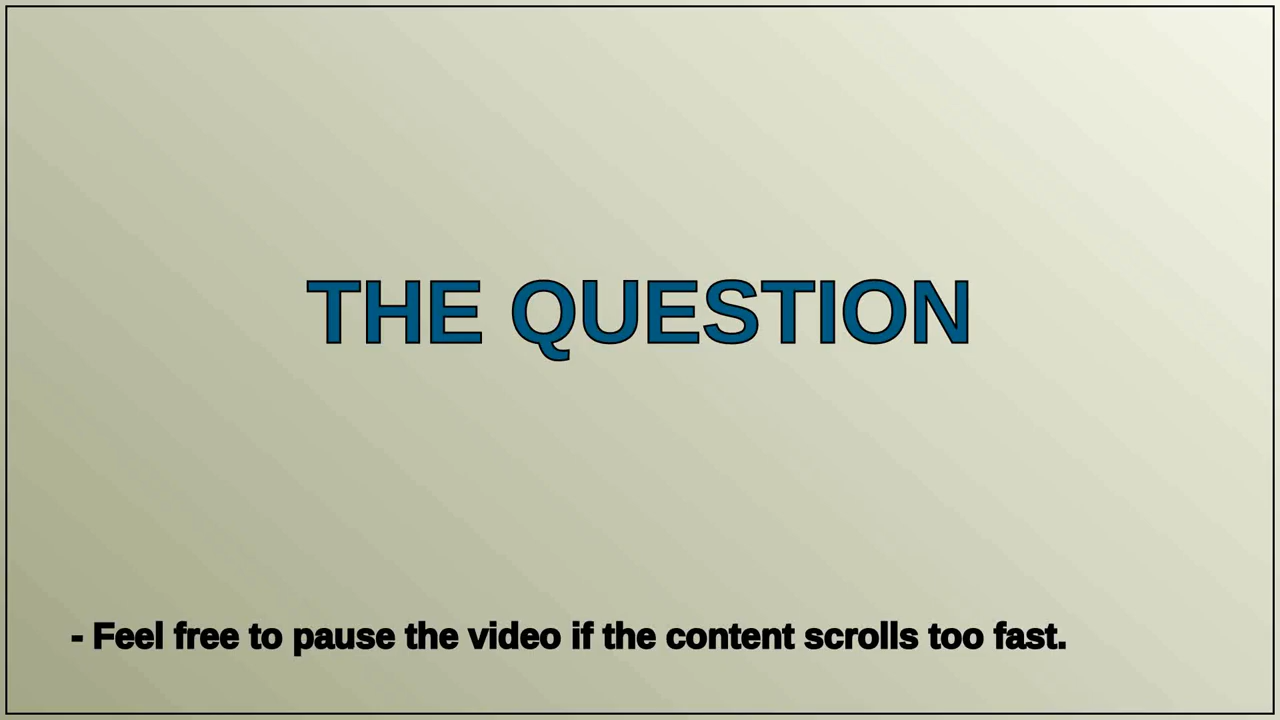 THE QUESTION
- Feel free to pause the video if the content scrolls too fast.